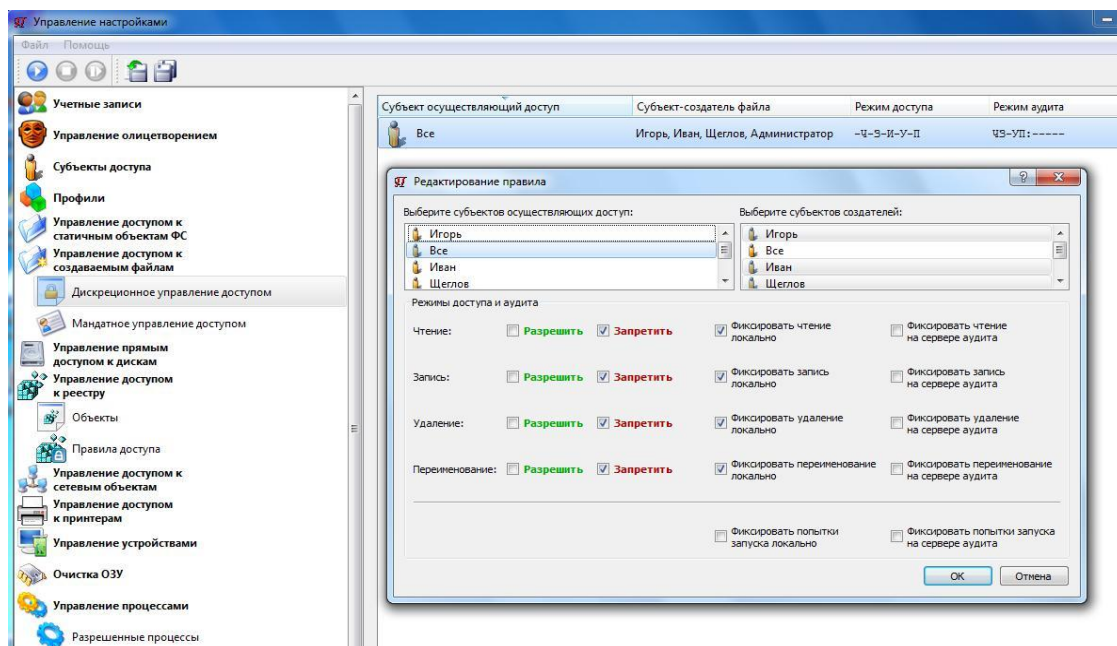 Управление настройками
Файл Помощь
Учетные записи
Управление олицетворением
Субъекты доступа
Профили
Управление доступом к
статичным объектам ФС
Управление доступом к
создаваемым файлам
Дискреционное управление доступом
Мандатное управление доступом
Управление прямым
доступом к дискам
Управление доступом
к реестру
Объекты
Правила доступа
Управление доступом к
сетевым объектам
Управление доступом
к принтерам
Управление устройствами
Очистка ОЗУ
Управление процессами
Разрешенные процессы
Субъект осуществляющий доступ Субъект-создатель файла Режим доступа Режим аудита
Все Игорь, Иван, Щеглов, Администратор -Ч-З-И-У-П ЧЗ-УП:-----
Редактирование правила
Выберите субъектов осуществляющих доступ: Выберите субъектов создателей:
Игорь Игорь
Все Все
Иван Иван
Щеглов Щеглов
Режимы доступа и аудита
Чтение: Разрешить Запретить Фиксировать чтение локально Фиксировать чтение на сервере аудита
Запись: Разрешить Запретить Фиксировать запись локально Фиксировать запись на сервере аудита
Удаление: Разрешить Запретить Фиксировать удаление локально Фиксировать удаление на сервере аудита
Переименование: Разрешить Запретить Фиксировать переименование локально Фиксировать переименование на сервере аудита
Фиксировать попытки запуска локально Фиксировать попытки запуска на сервере аудита
OK Отмена